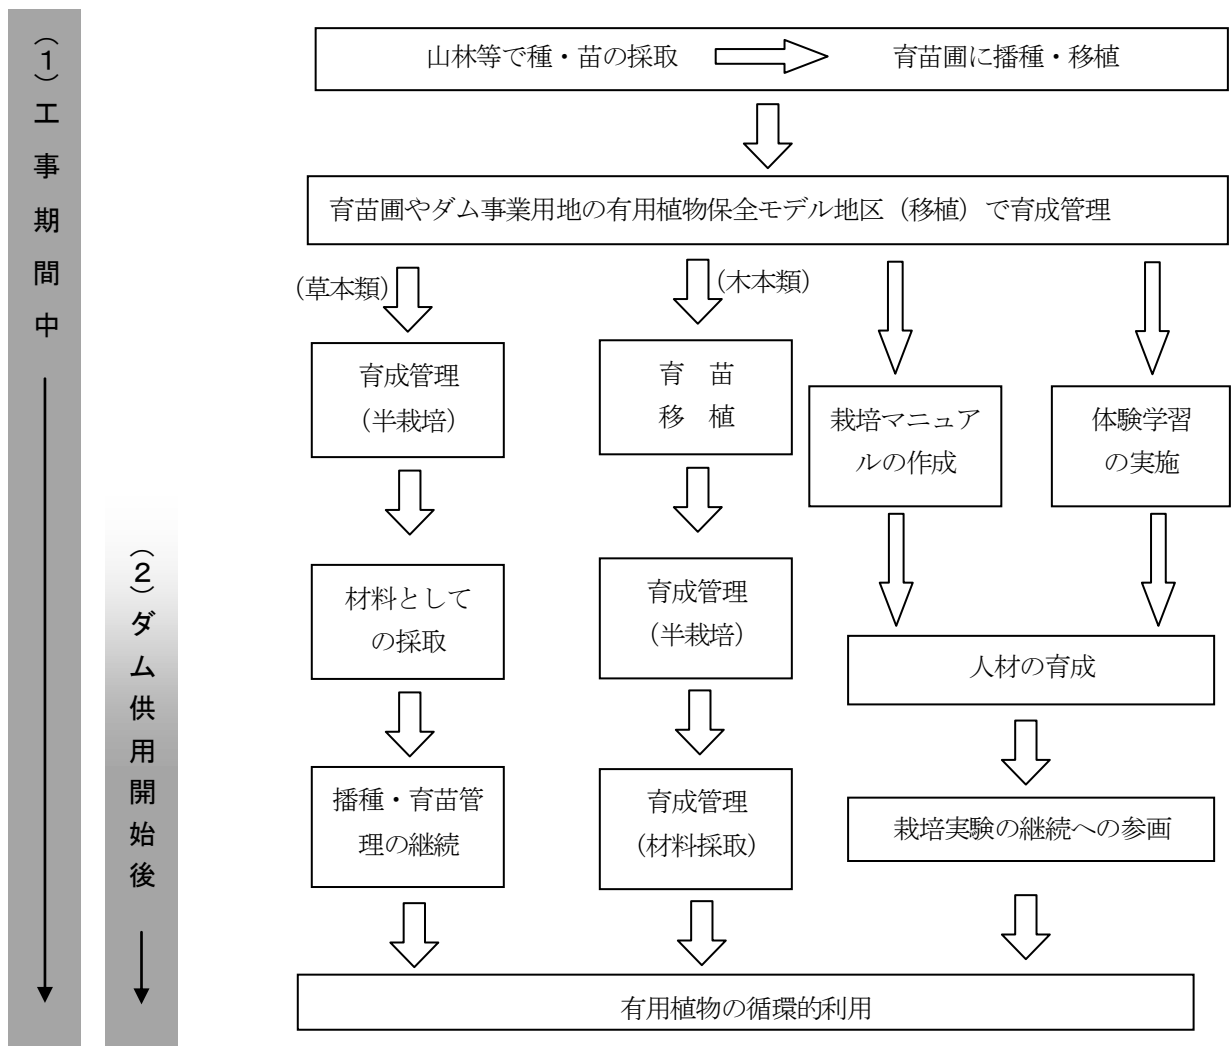 (1)工事期間中
(2)ダム供用開始後
山林等で種・苗の採取
育苗圃に播種・移植
育苗圃やダム事業用地の有用植物保全モデル地区（移植）で育成管理
(草本類)
(木本類)
育成管理
(半栽培)
育　苗
移　植
栽培マニュア
ルの作成
体験学習
の実施
材料として
の採取
育成管理
(半栽培)
人材の育成
播種・育苗管
理の継続
育成管理
(材料採取)
栽培実験の継続への参画
有用植物の循環的利用